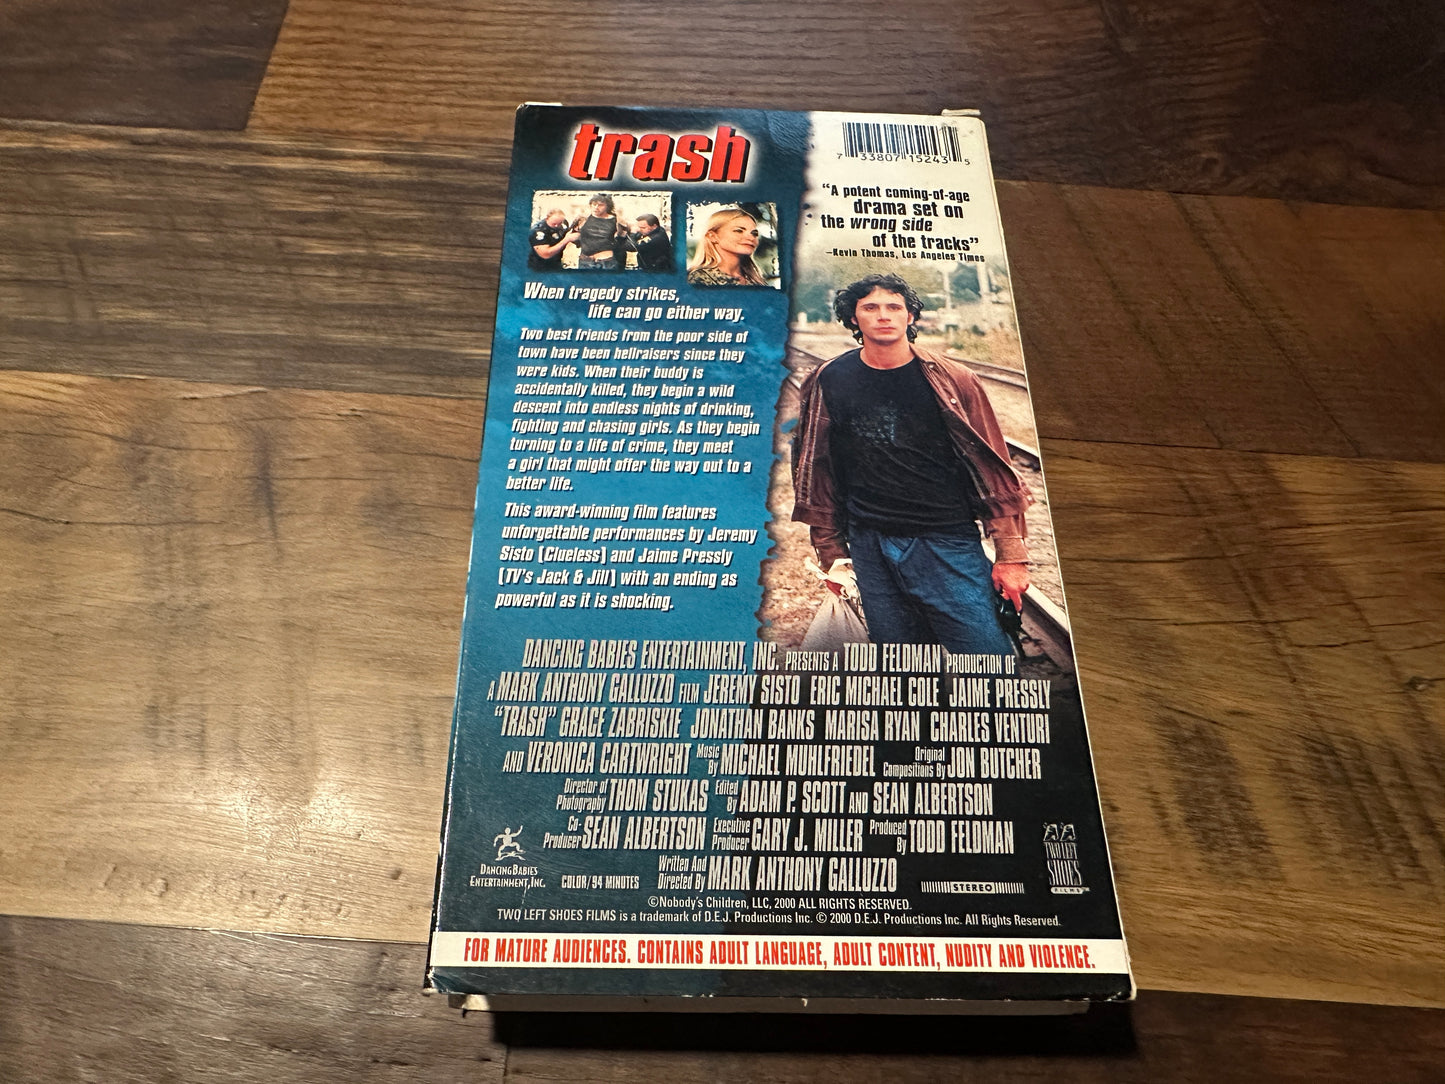 trash
7 33807 15243 5
"A potent coming-of-age
drama set on
the wrong side
of the tracks"
–Kevin Thomas, Los Angeles Times
When tragedy strikes,
life can go either way.
Two best friends from the poor side of
town have been hellraisers since they
were kids. When their buddy is
accidentally killed, they begin a wild
descent into endless nights of drinking,
fighting and chasing girls. As they begin
turning to a life of crime, they meet
a girl that might offer the way out to a
better life.
This award-winning film features
unforgettable performances by Jeremy
Sisto (Clueless) and Jaime Pressly
(TV's Jack & Jill) with an ending as
powerful as it is shocking.
DANCING BABIES ENTERTAINMENT, INC. PRESENTS A TODD FELDMAN PRODUCTION OF
A MARK ANTHONY GALLUZZO FILM JEREMY SISTO ERIC MICHAEL COLE JAIME PRESSLY
"TRASH" GRACE ZABRISKIE JONATHAN BANKS MARISA RYAN CHARLES VENTURI
AND VERONICA CARTWRIGHT Music By MICHAEL MUHLFRIEDEL Original Compositions By JON BUTCHER
Director of Photography THOM STUKAS Edited By ADAM P. SCOTT AND SEAN ALBERTSON
Co-Producer SEAN ALBERTSON Executive Producer GARY J. MILLER Produced By TODD FELDMAN
Written And Directed By MARK ANTHONY GALLUZZO
DANCING BABIES
ENTERTAINMENT, INC.
COLOR/94 MINUTES
STEREO
TWO LEFT
SHOES
FILMS
©Nobody's Children, LLC, 2000 ALL RIGHTS RESERVED.
TWO LEFT SHOES FILMS is a trademark of D.E.J. Productions Inc. © 2000 D.E.J. Productions Inc. All Rights Reserved.
FOR MATURE AUDIENCES. CONTAINS ADULT LANGUAGE, ADULT CONTENT, NUDITY AND VIOLENCE.